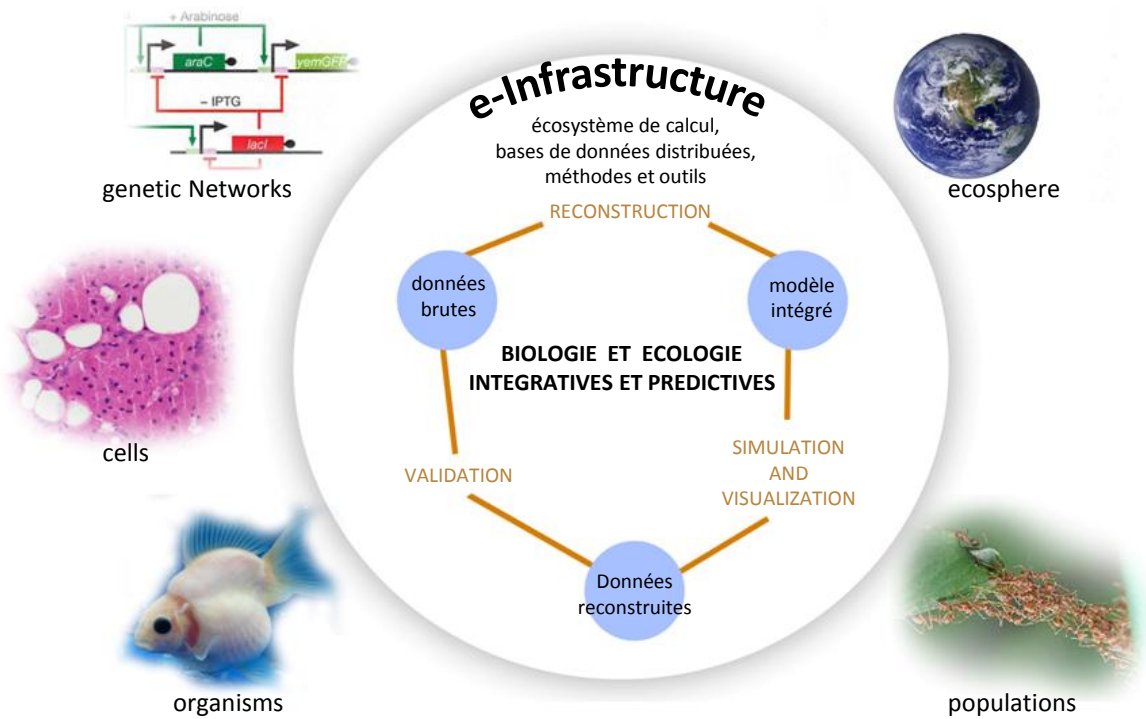 + Arabinose
araC
yemGFP
– IPTG
lacI
genetic Networks
e-Infrastructure
écosystème de calcul,
bases de données distribuées,
méthodes et outils
ecosphere
RECONSTRUCTION
données
brutes
modèle
intégré
BIOLOGIE ET ECOLOGIE
INTEGRATIVES ET PREDICTIVES
cells
VALIDATION
SIMULATION
AND
VISUALIZATION
Données
reconstruites
organisms
populations